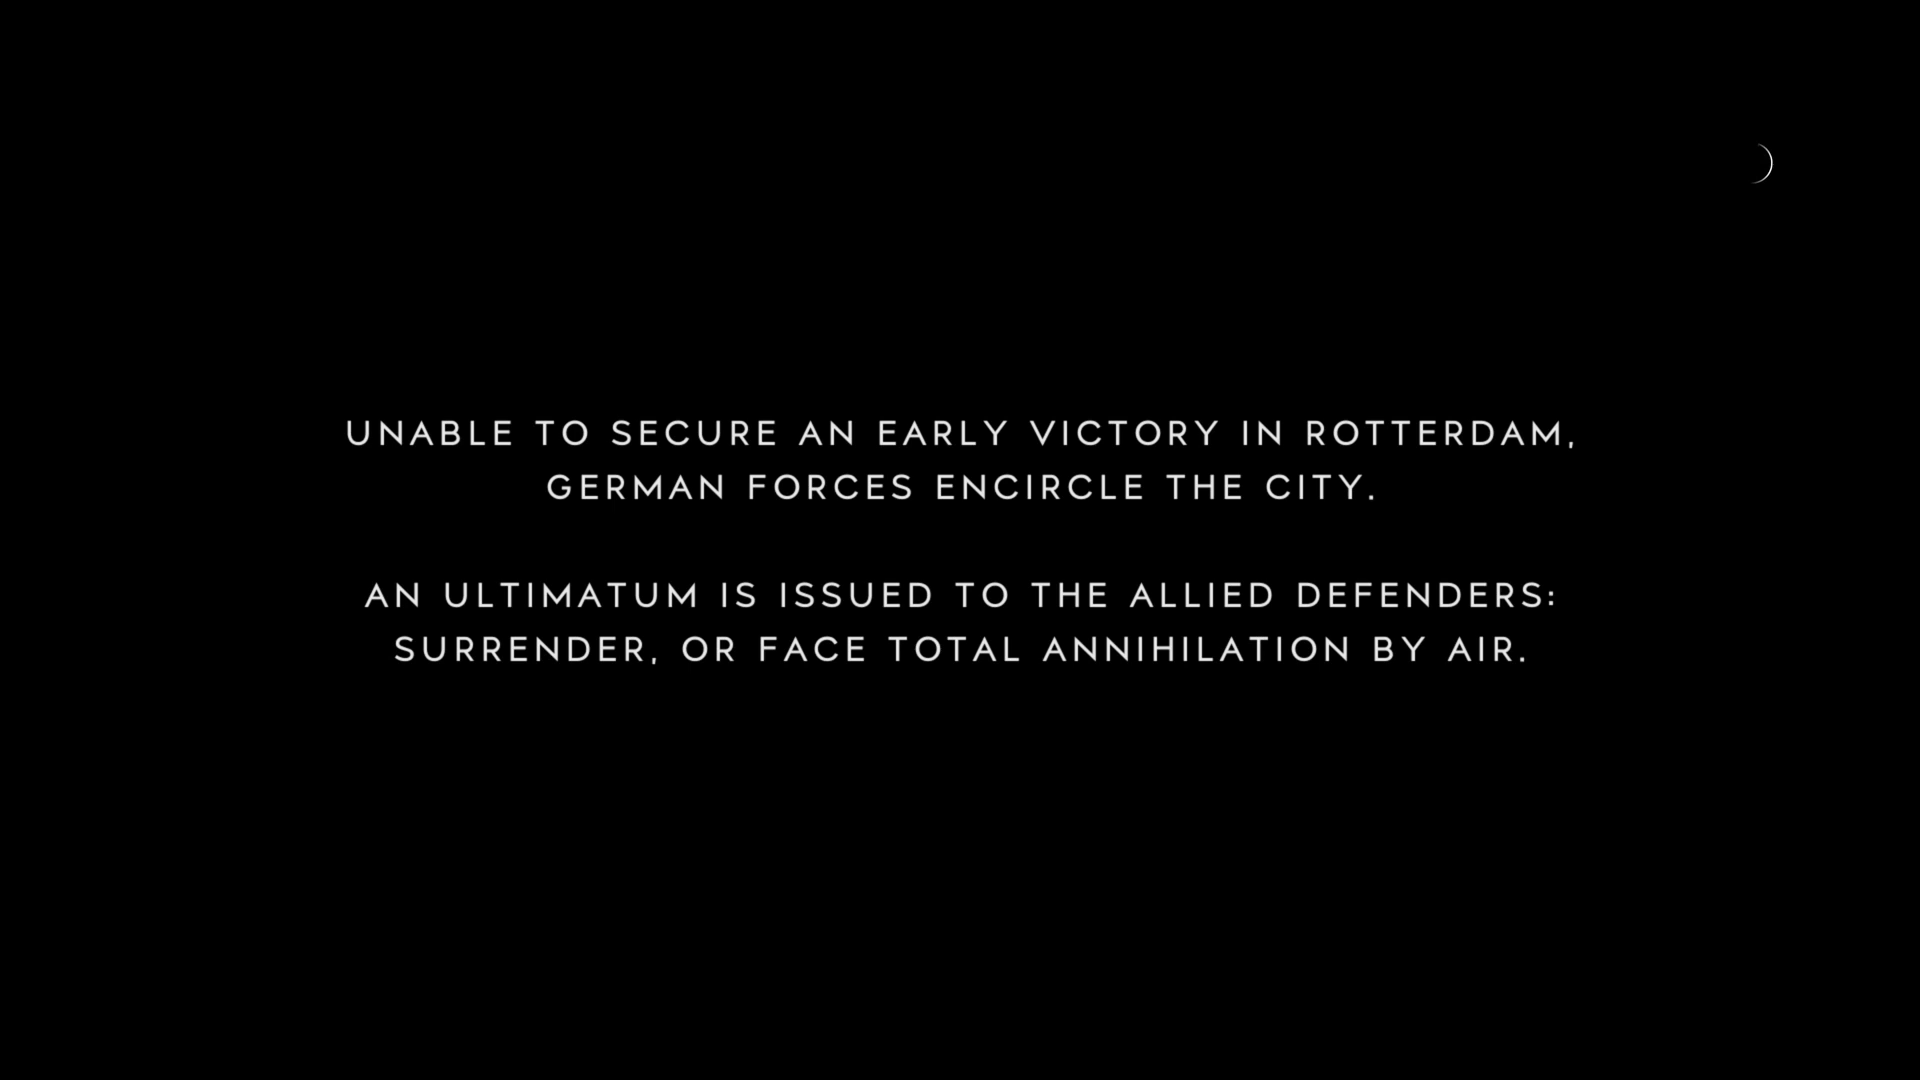 UNABLE TO SECURE AN EARLY VICTORY IN ROTTERDAM,
GERMAN FORCES ENCIRCLE THE CITY.
AN ULTIMATUM IS ISSUED TO THE ALLIED DEFENDERS:
SURRENDER, OR FACE TOTAL ANNIHILATION BY AIR.